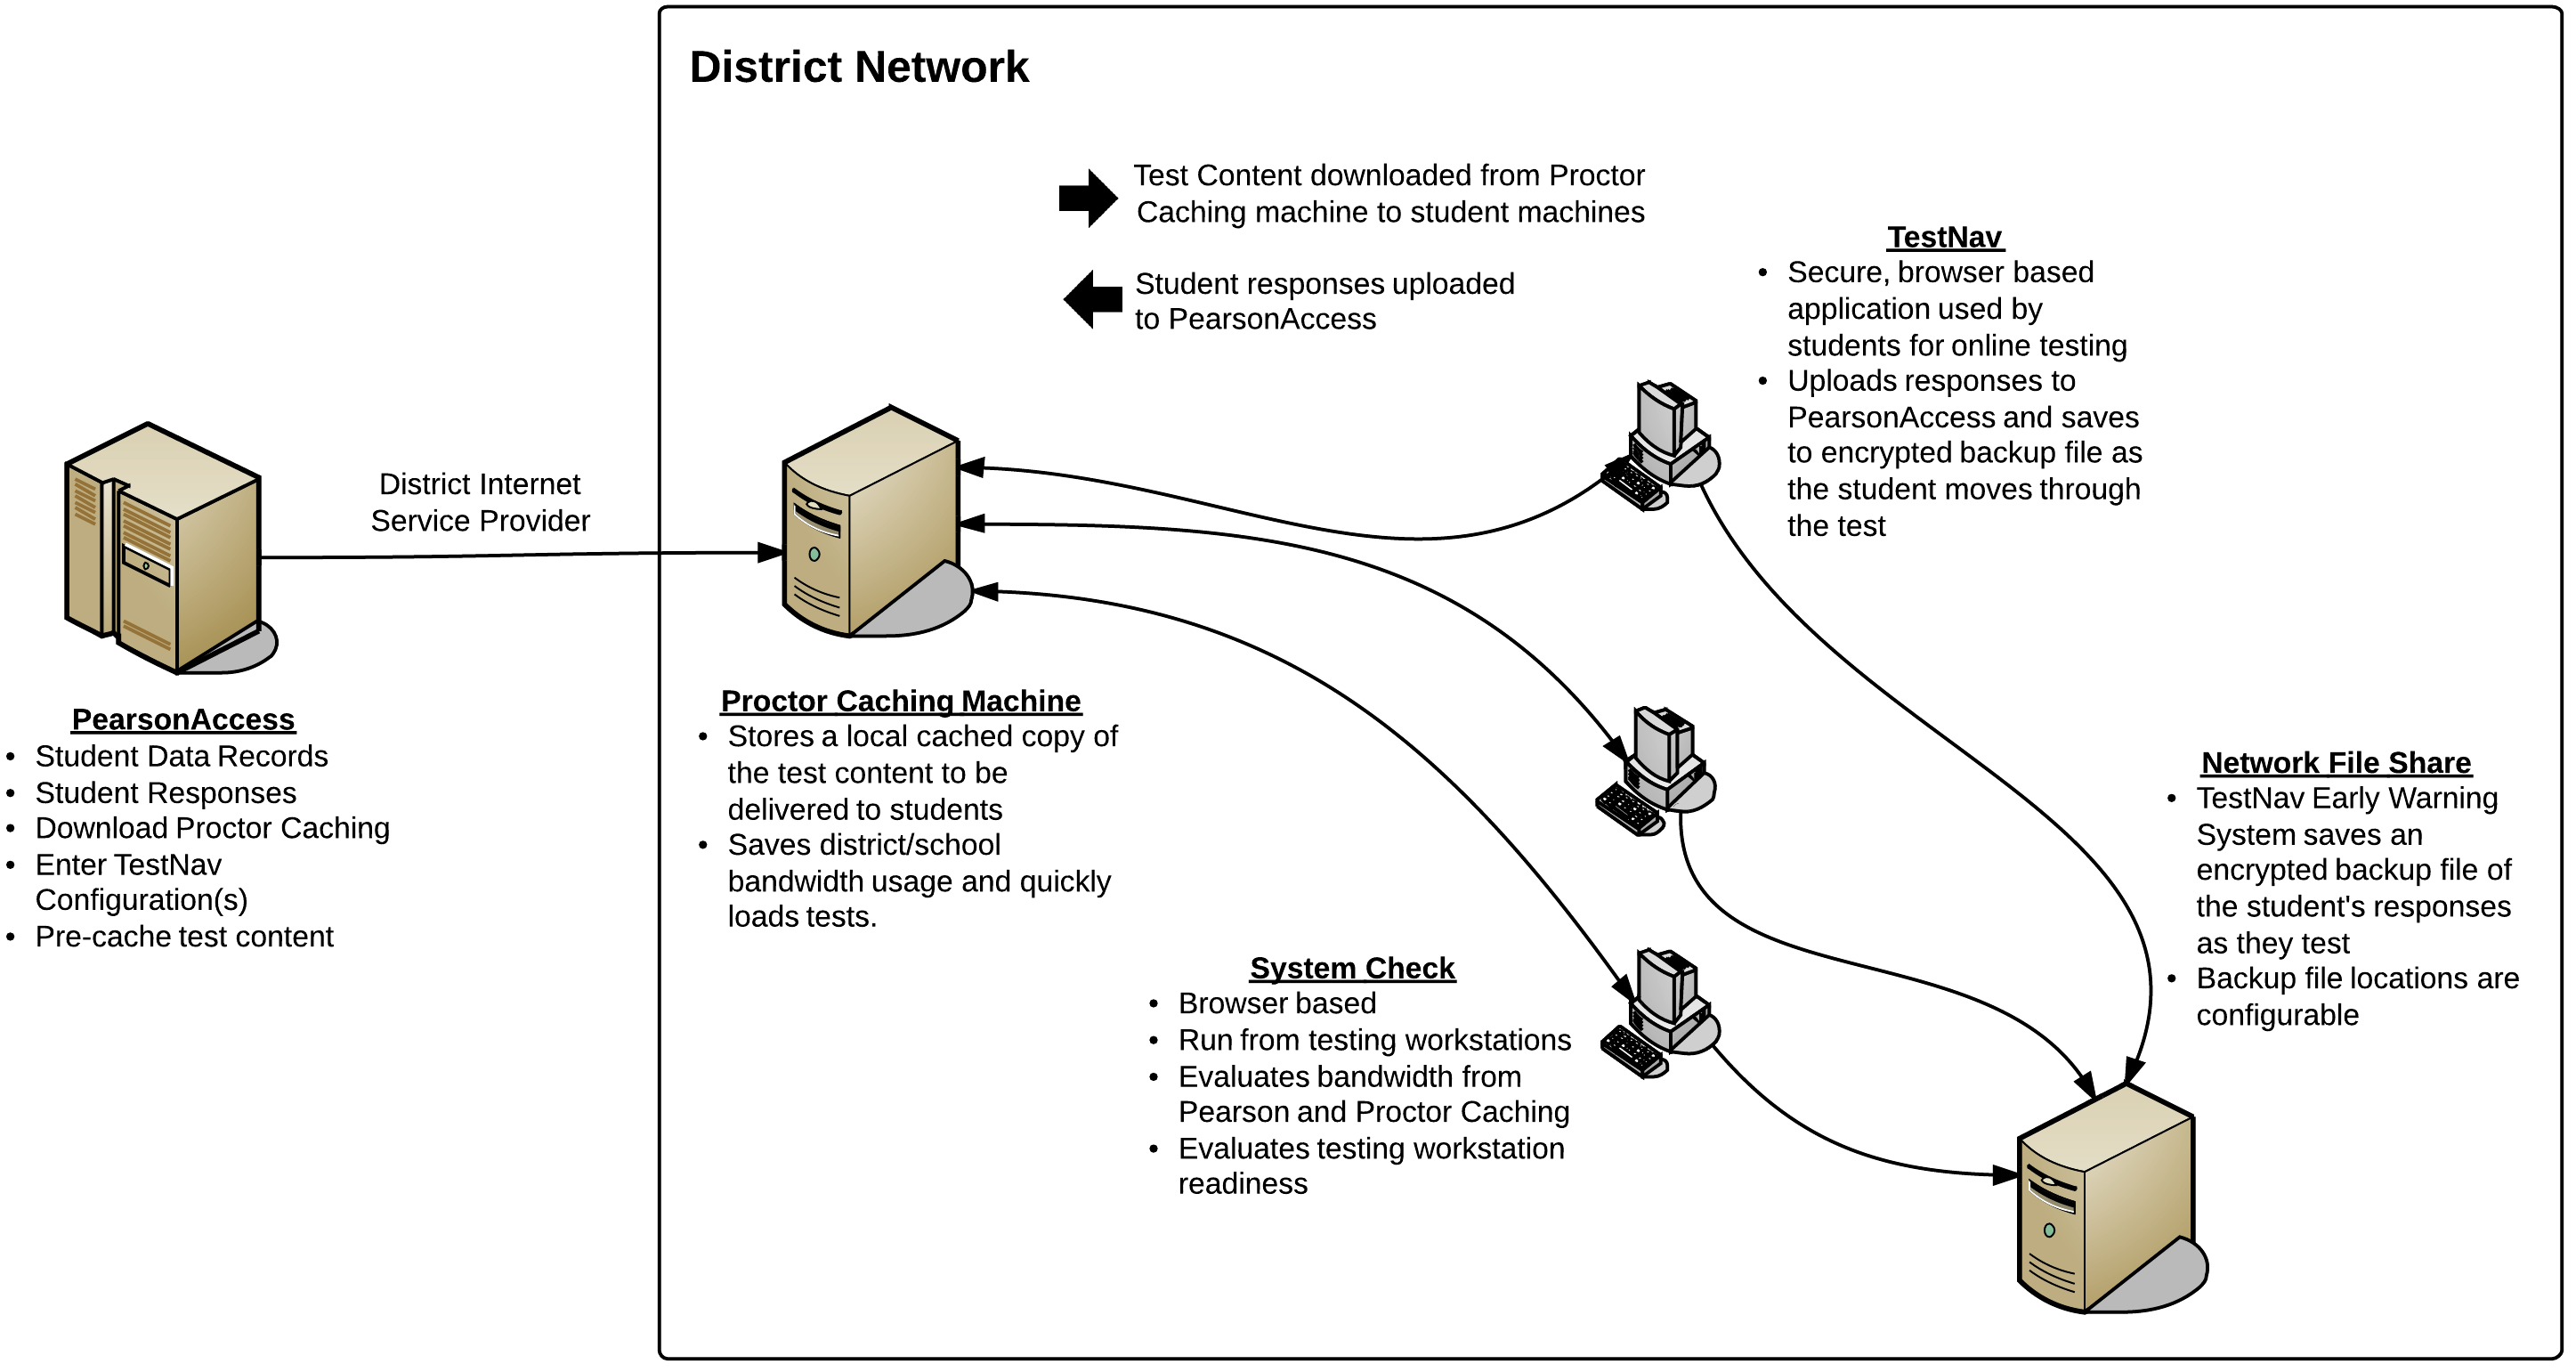 District Network
Test Content downloaded from Proctor
Caching machine to student machines
Student responses uploaded
to PearsonAccess
TestNav
• Secure, browser based
application used by
students for online testing
• Uploads responses to
PearsonAccess and saves
to encrypted backup file as
the student moves through
the test
District Internet
Service Provider
PearsonAccess
• Student Data Records
• Student Responses
• Download Proctor Caching
• Enter TestNav
Configuration(s)
• Pre-cache test content
Proctor Caching Machine
• Stores a local cached copy of
the test content to be
delivered to students
• Saves district/school
bandwidth usage and quickly
loads tests.
System Check
• Browser based
• Run from testing workstations
• Evaluates bandwidth from
Pearson and Proctor Caching
• Evaluates testing workstation
readiness
Network File Share
• TestNav Early Warning
System saves an
encrypted backup file of
the student's responses
as they test
• Backup file locations are
configurable